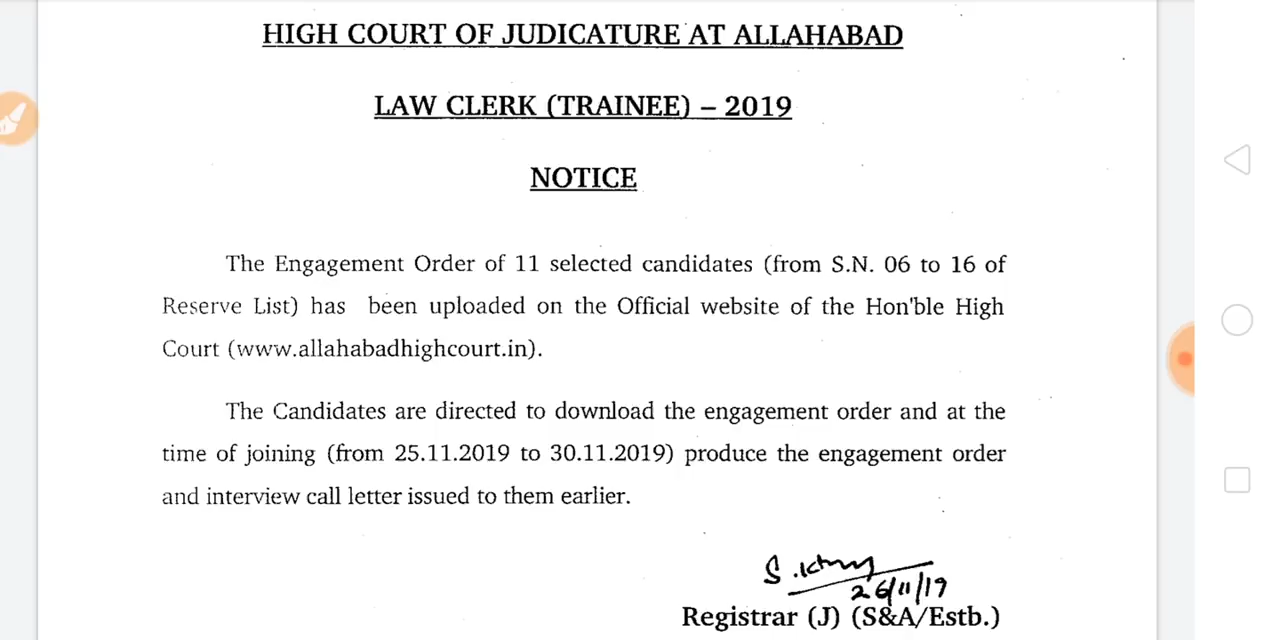 HIGH COURT OF JUDICATURE AT ALLAHABAD
LAW CLERK (TRAINEE) – 2019
NOTICE
The Engagement Order of 11 selected candidates (from S.N. 06 to 16 of
Reserve List) has been uploaded on the Official website of the Hon'ble High
Court (www.allahabadhighcourt.in).
The Candidates are directed to download the engagement order and at the
time of joining (from 25.11.2019 to 30.11.2019) produce the engagement order
and interview call letter issued to them earlier.
26/11/19
Registrar (J) (S&A/Estb.)